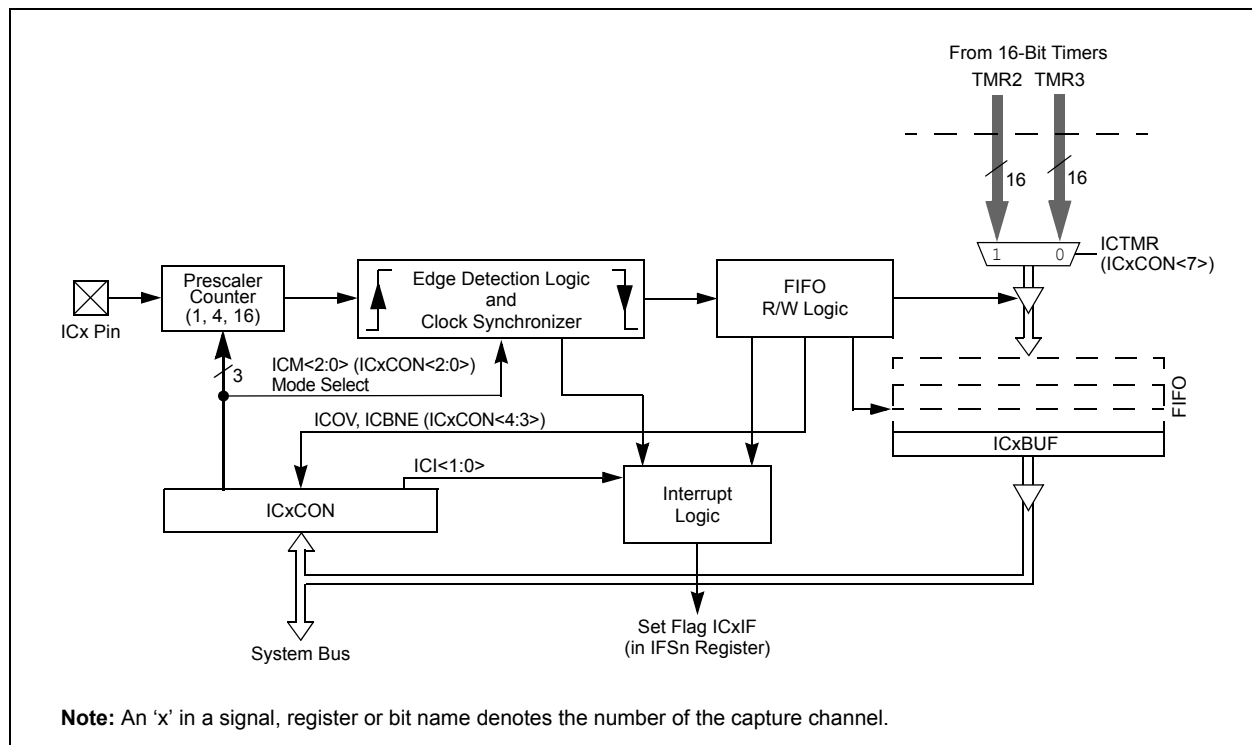 From 16-Bit Timers
TMR2 TMR3
16 16
1 0
ICTMR
(ICxCON<7>)
ICx Pin
Prescaler
Counter
(1, 4, 16)
Edge Detection Logic
and
Clock Synchronizer
FIFO
R/W Logic
3
ICM<2:0> (ICxCON<2:0>)
Mode Select
FIFO
ICOV, ICBNE (ICxCON<4:3>)
ICxBUF
ICI<1:0>
ICxCON
Interrupt
Logic
Set Flag ICxIF
(in IFSn Register)
System Bus
Note: An ‘x’ in a signal, register or bit name denotes the number of the capture channel.